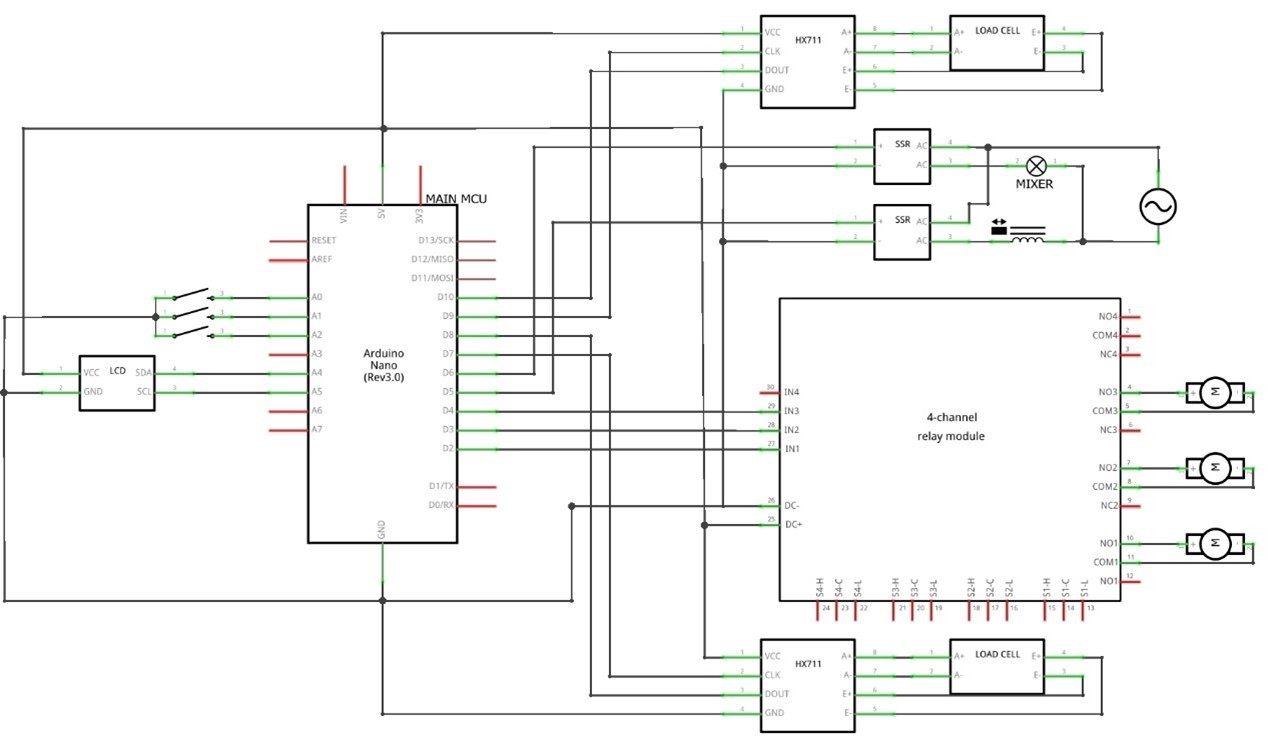 1 VCC HX711 A+ 8 1 A+ LOAD CELL E+ 4
2 CLK A- 7 2 A- E- 3
3 DOUT E+ 6
4 GND E- 5
1 + SSR AC 4
2 - AC 3 2 1
MIXER
1 + SSR AC 4
2 - AC 3
MAIN MCU
VIN 5V 3V3
RESET D13/SCK
AREF D12/MISO
D11/MOSI
1 3 A0 D10
1 3 A1 D9
1 3 A2 D8
A3 D7
1 VCC LCD SDA 4 A4 D6
2 GND SCL 3 A5 D5
A6 D4
A7 D3
D2
D1/TX
D0/RX
GND
Arduino
Nano
(Rev3.0)
4-channel
relay module
30 IN4
29 IN3
28 IN2
27 IN1
26 DC-
25 DC+
NO4 1
COM4 2
NC4 3
NO3 4 + M -
COM3 5
NC3 6
NO2 7 + M -
COM2 8
NC2 9
NO1 10 + M -
COM1 11
NO1 12
S4-H S4-C S4-L S3-H S3-C S3-L S2-H S2-C S2-L S1-H S1-C S1-L
24 23 22 21 20 19 18 17 16 15 14 13
1 VCC HX711 A+ 8 1 A+ LOAD CELL E+ 4
2 CLK A- 7 2 A- E- 3
3 DOUT E+ 6
4 GND E- 5